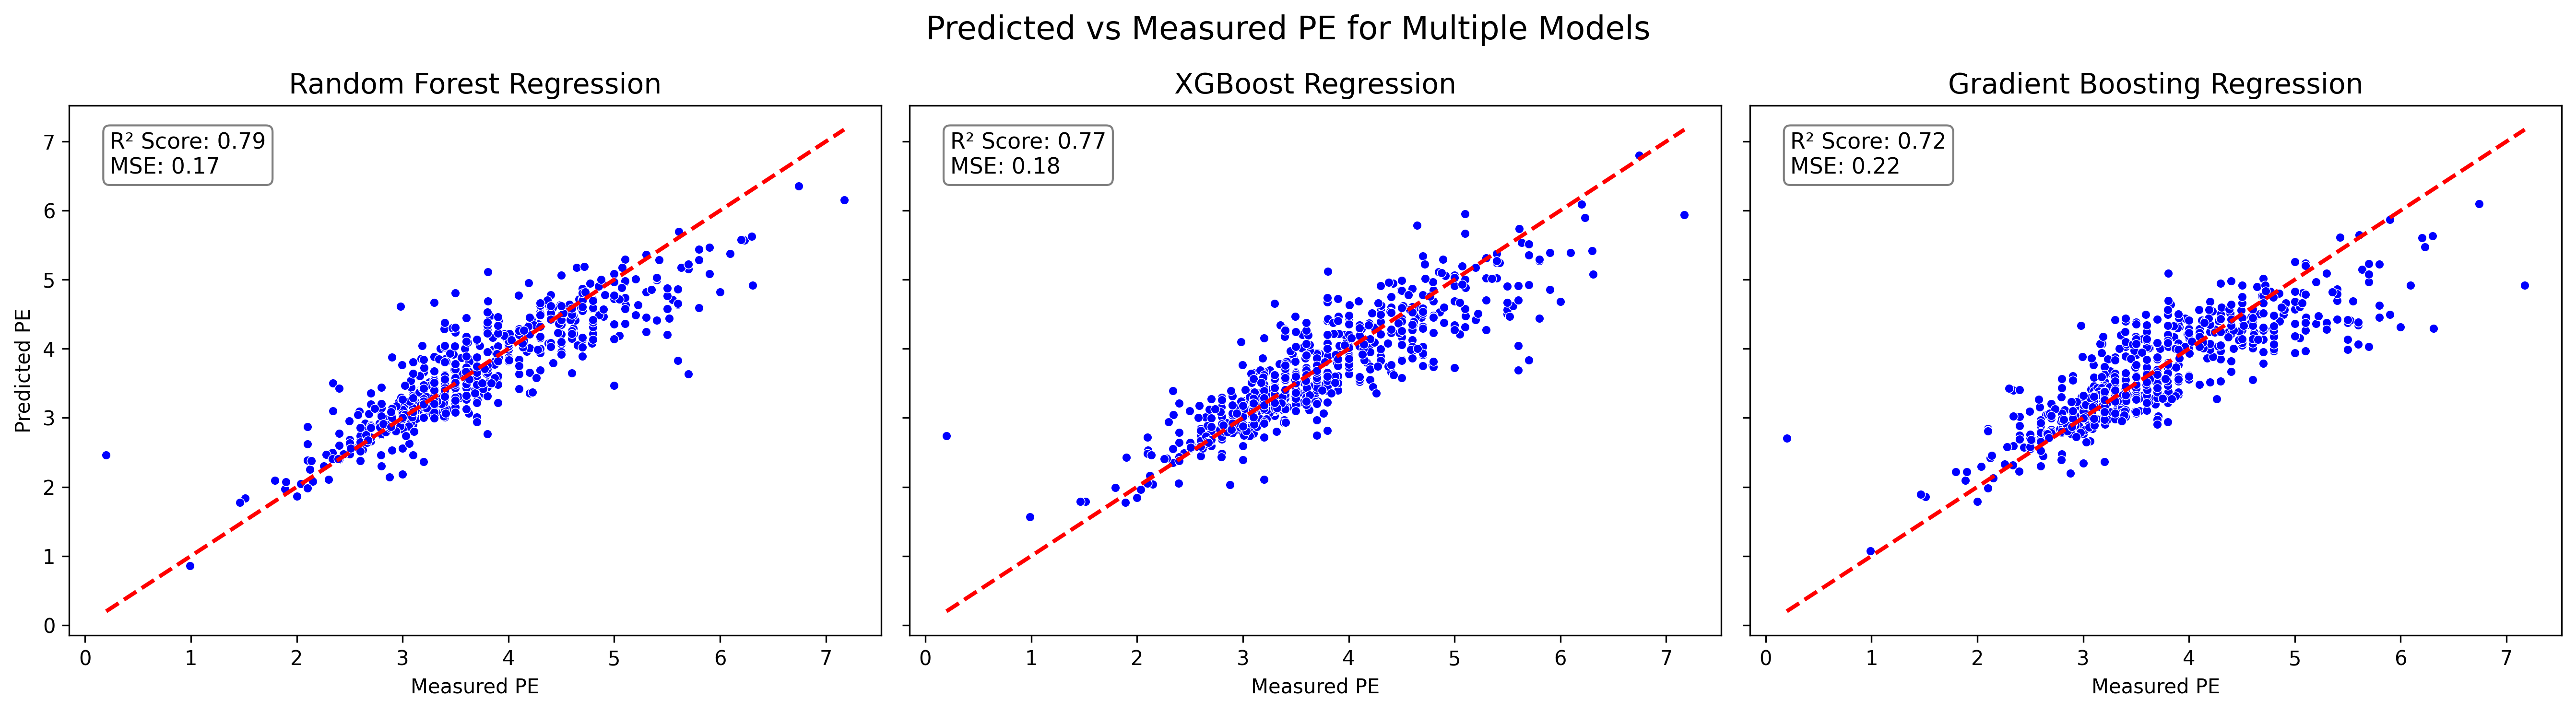 Predicted vs Measured PE for Multiple Models
Random Forest Regression
R² Score: 0.79
MSE: 0.17
7
6
5
4
3
2
1
0
Predicted PE
0 1 2 3 4 5 6 7
Measured PE
XGBoost Regression
R² Score: 0.77
MSE: 0.18
0 1 2 3 4 5 6 7
Measured PE
Gradient Boosting Regression
R² Score: 0.72
MSE: 0.22
0 1 2 3 4 5 6 7
Measured PE